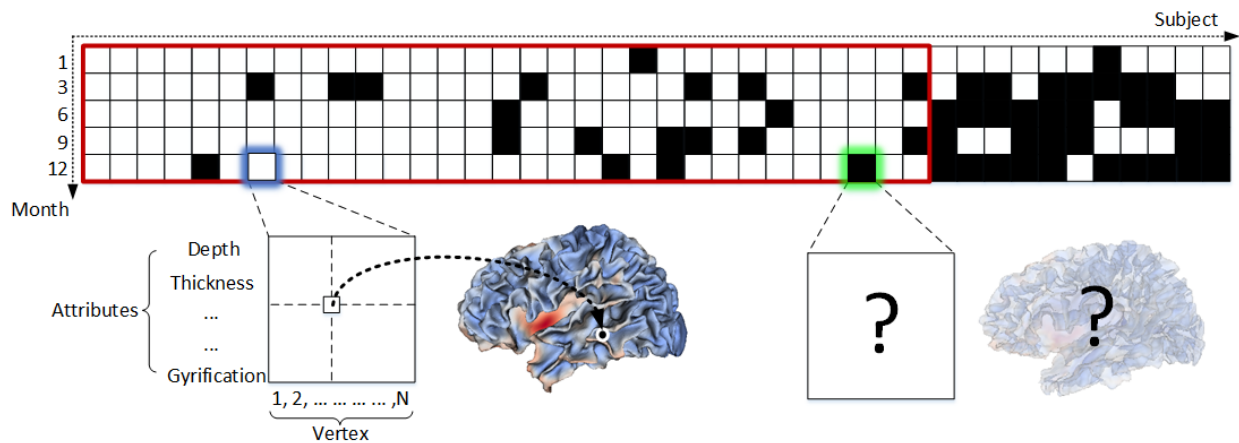 Subject
1
3
6
9
12
Month
Attributes
Depth
Thickness
...
...
Gyrification
1, 2, ... ... ... ... ,N
Vertex
?
?